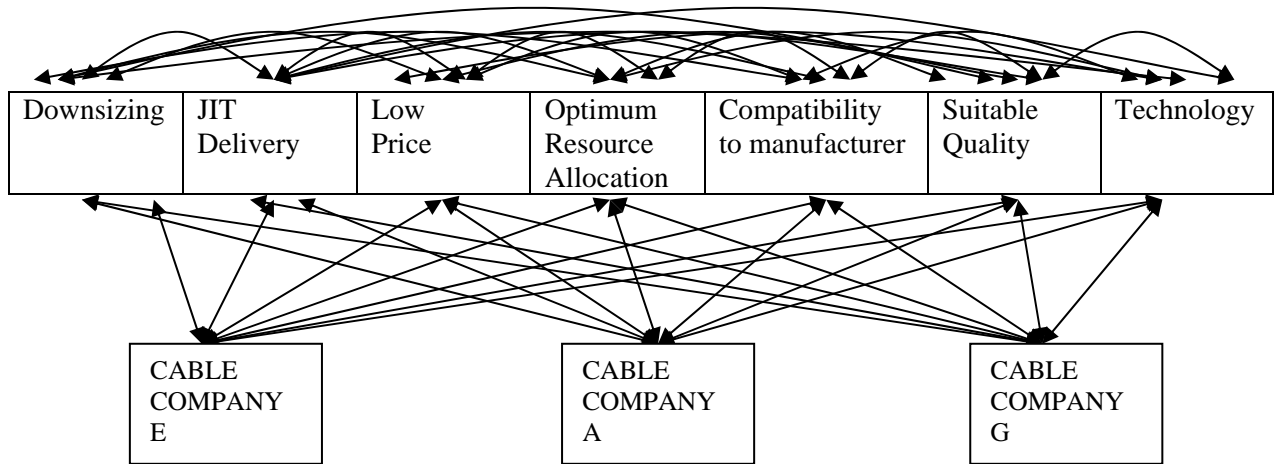 Downsizing
JIT
Delivery
Low
Price
Optimum
Resource
Allocation
Compatibility
to manufacturer
Suitable
Quality
Technology
CABLE
COMPANY
E
CABLE
COMPANY
A
CABLE
COMPANY
G